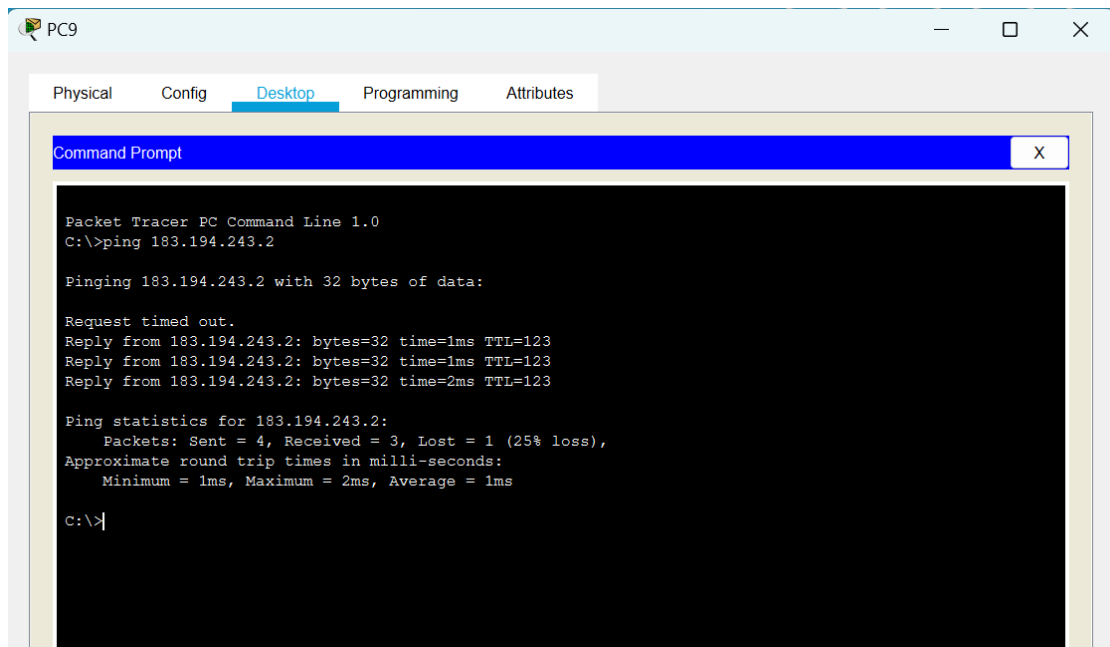 PC9
Physical Config Desktop Programming Attributes
Command Prompt X
Packet Tracer PC Command Line 1.0
C:\>ping 183.194.243.2
Pinging 183.194.243.2 with 32 bytes of data:
Request timed out.
Reply from 183.194.243.2: bytes=32 time=1ms TTL=123
Reply from 183.194.243.2: bytes=32 time=1ms TTL=123
Reply from 183.194.243.2: bytes=32 time=2ms TTL=123
Ping statistics for 183.194.243.2:
    Packets: Sent = 4, Received = 3, Lost = 1 (25% loss),
Approximate round trip times in milli-seconds:
    Minimum = 1ms, Maximum = 2ms, Average = 1ms
C:\>